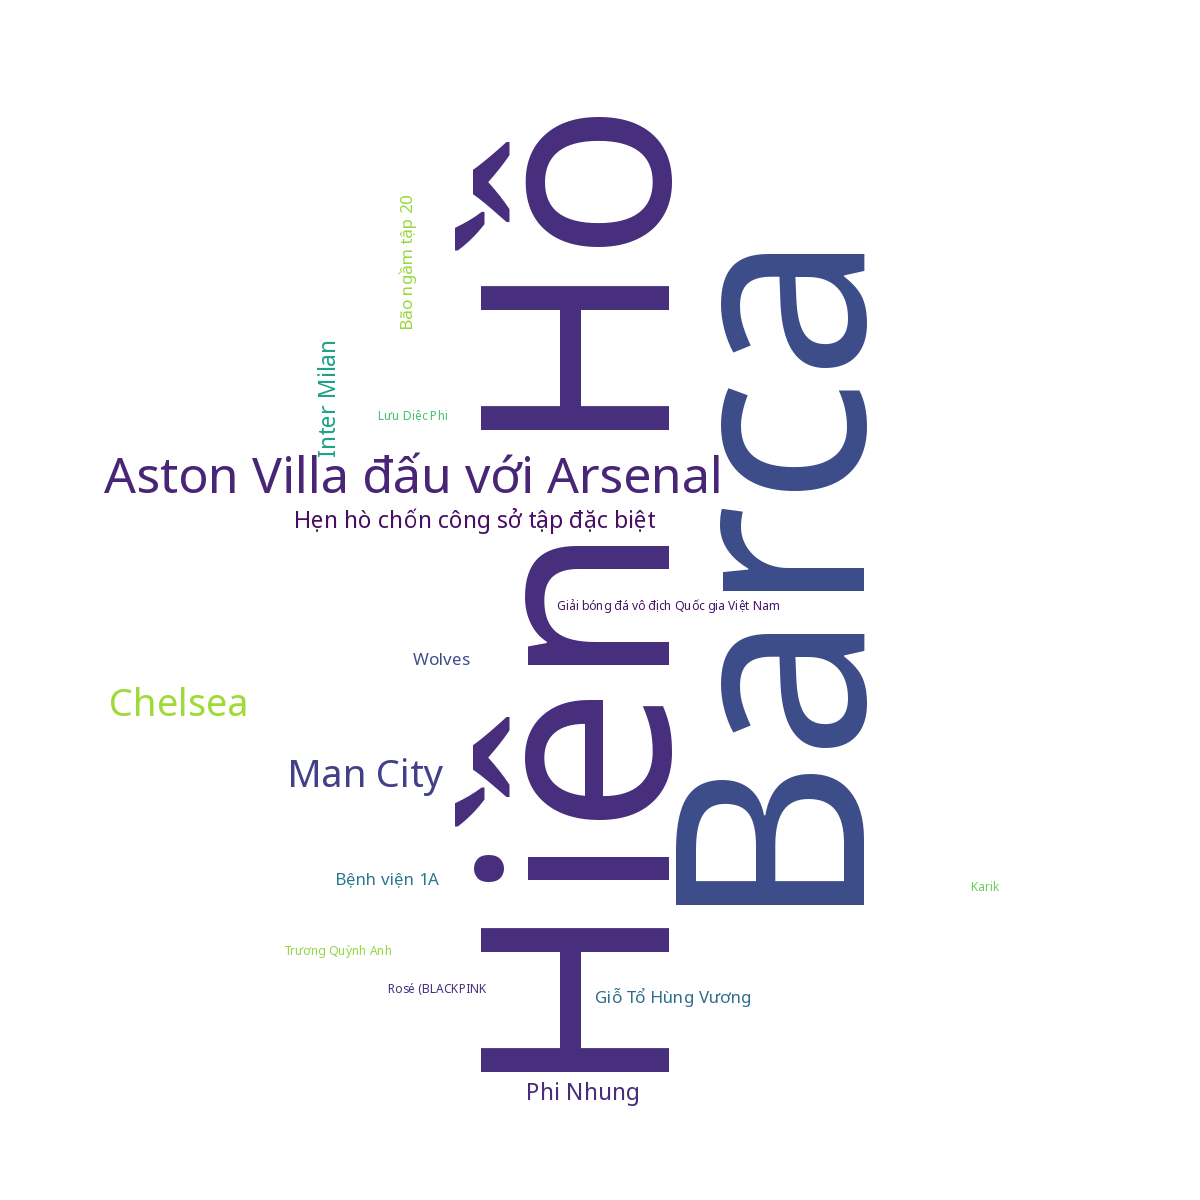 Hiền Hồ
Barca
Bão ngầm tập 20
Inter Milan
Lưu Diệc Phi
Aston Villa đấu với Arsenal
Hẹn hò chốn công sở tập đặc biệt
Giải bóng đá vô địch Quốc gia Việt Nam
Wolves
Chelsea
Man City
Bệnh viện 1A
Karik
Trương Quỳnh Anh
Rosé (BLACKPINK
Giỗ Tổ Hùng Vương
Phi Nhung